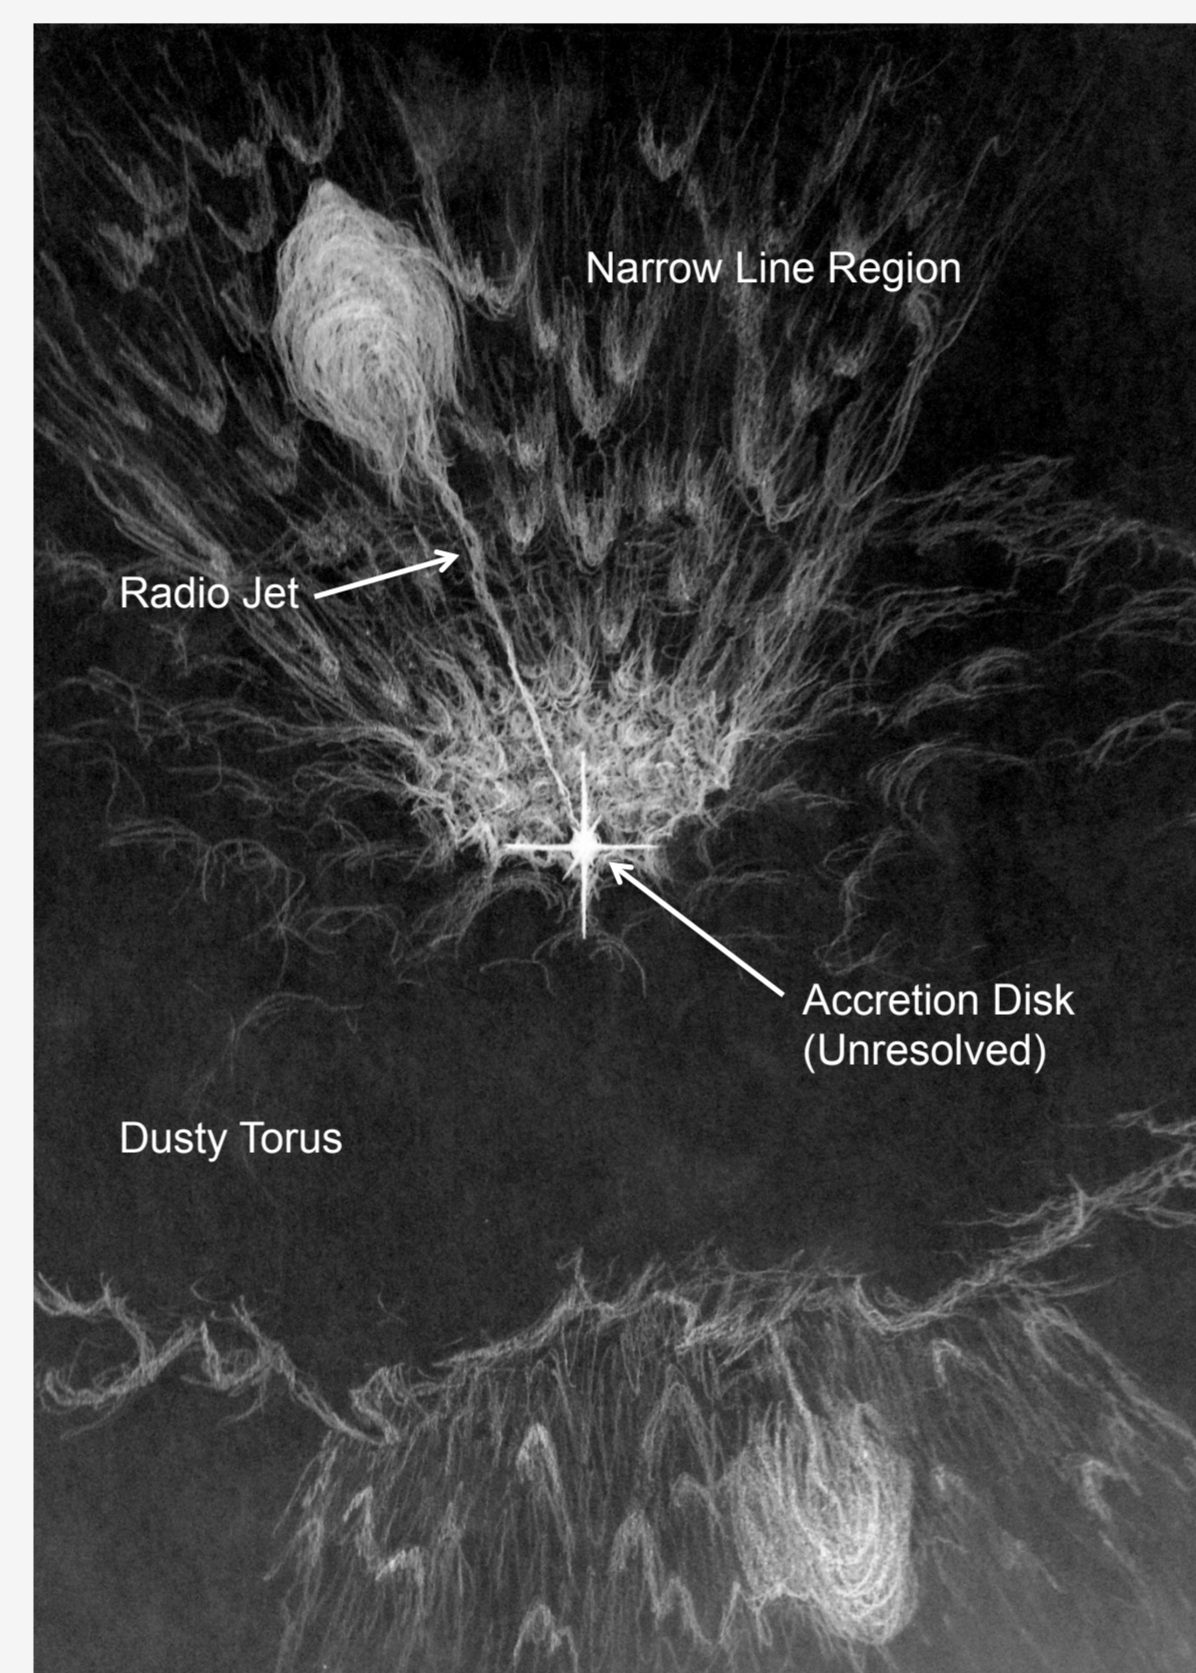 Narrow Line Region
Radio Jet
Accretion Disk
(Unresolved)
Dusty Torus